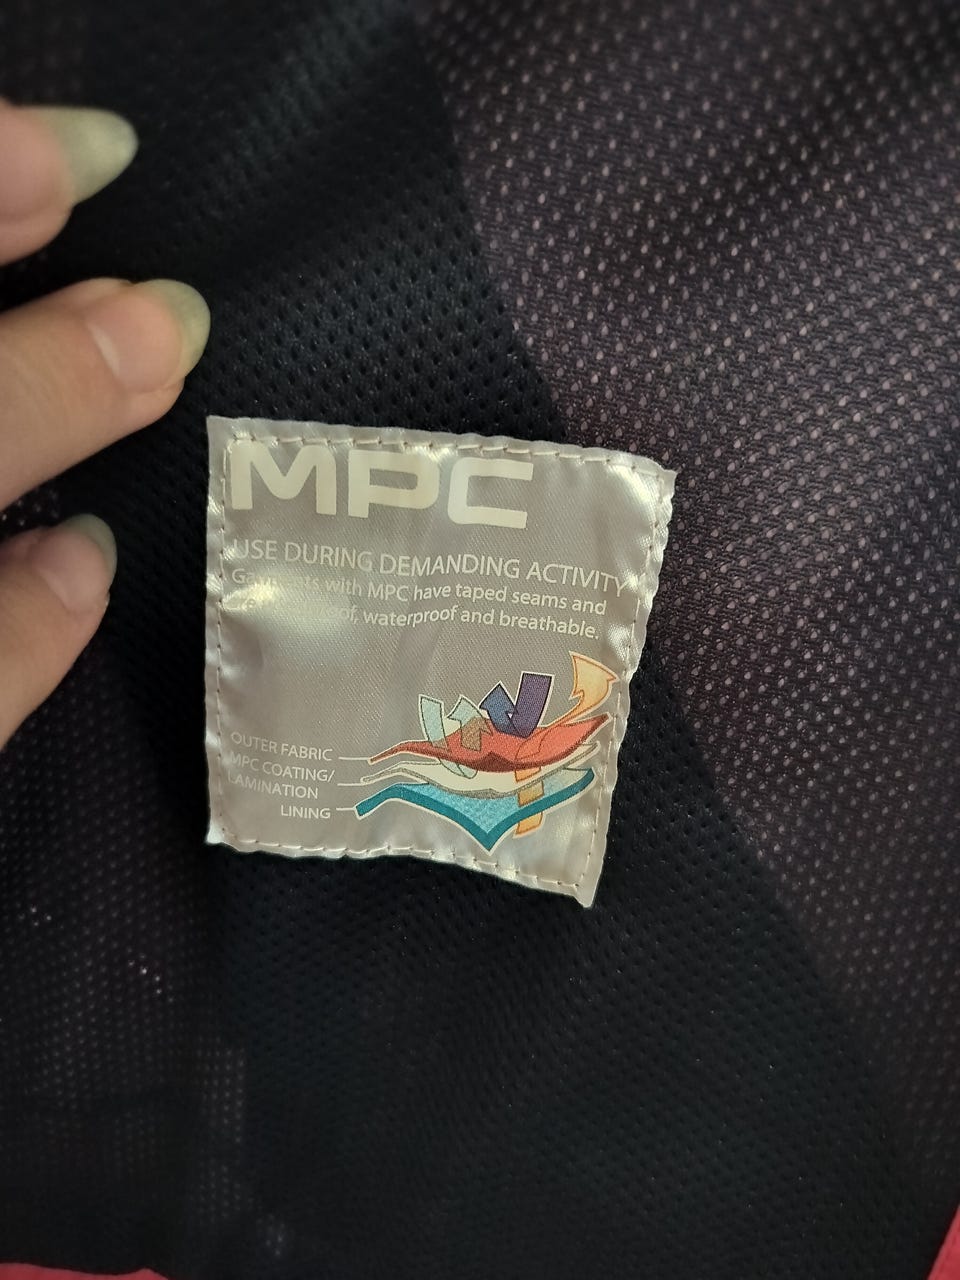 MPC
USE DURING DEMANDING ACTIVITY
Garments with MPC have taped seams and
waterproof and breathable.
OUTER FABRIC
MPC COATING/
LAMINATION
LINING